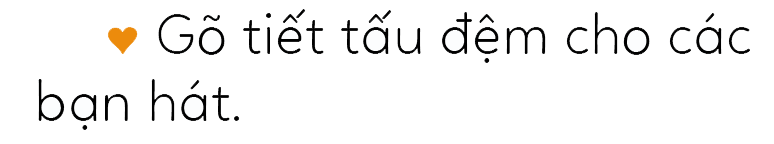 ♥ Gõ tiết tấu đệm cho các
bạn hát.